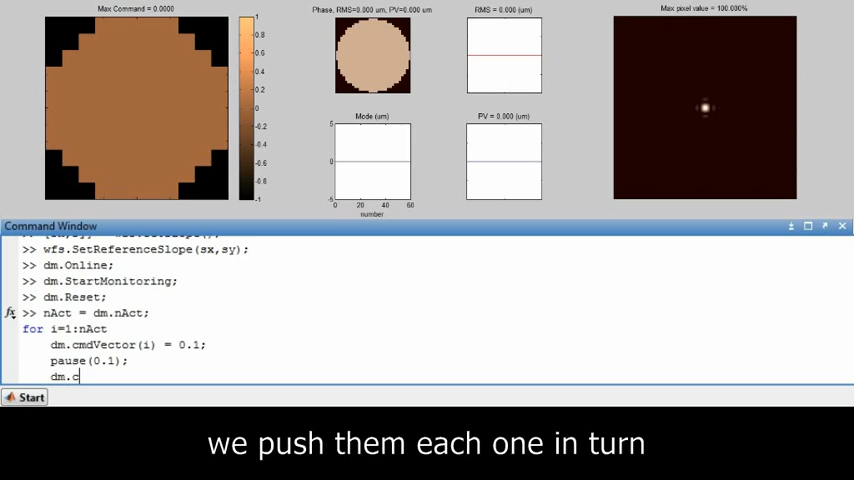 Max Command = 0.0000
Phase, RMS=0.000 um, PV=0.000 um
RMS = 0.000 (um)
Max pixel value = 100.000%
1
0.8
0.6
0.4
0.2
0
-0.2
-0.4
-0.6
-0.8
-1
Mode (um)
PV = 0.000 (um)
5
0
-5
0 20 40 60
number
Command Window
>> wfs.SetReferenceSlope(sx,sy);
>> dm.Online;
>> dm.StartMonitoring;
>> dm.Reset;
fx >> nAct = dm.nAct;
for i=1:nAct
dm.cmdVector(i) = 0.1;
pause(0.1);
dm.c
Start
we push them each one in turn